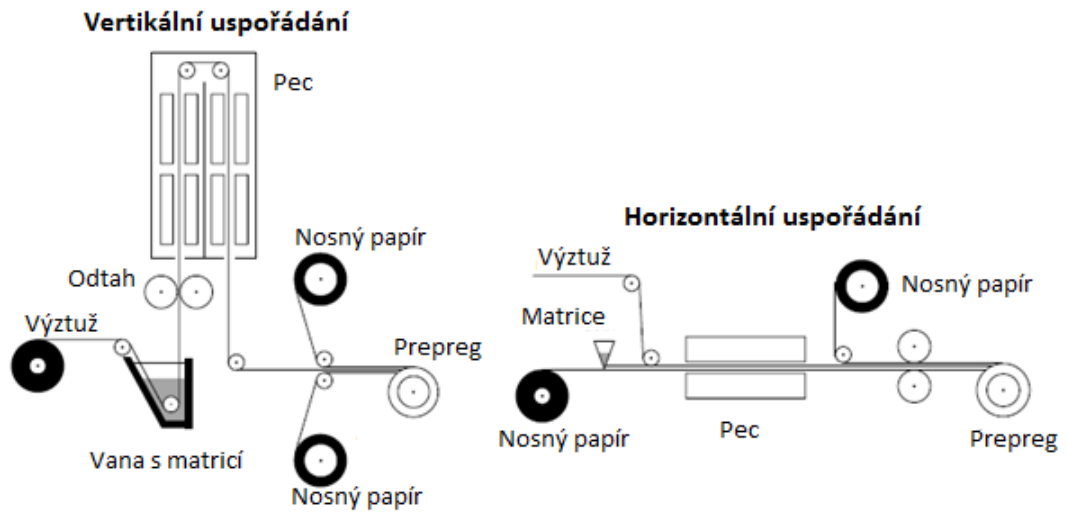 Vertikální uspořádání
Pec
Nosný papír
Odtah
Výztuž
Prepreg
Vana s matricí
Nosný papír
Horizontální uspořádání
Výztuž
Nosný papír
Matrice
Nosný papír
Pec
Prepreg